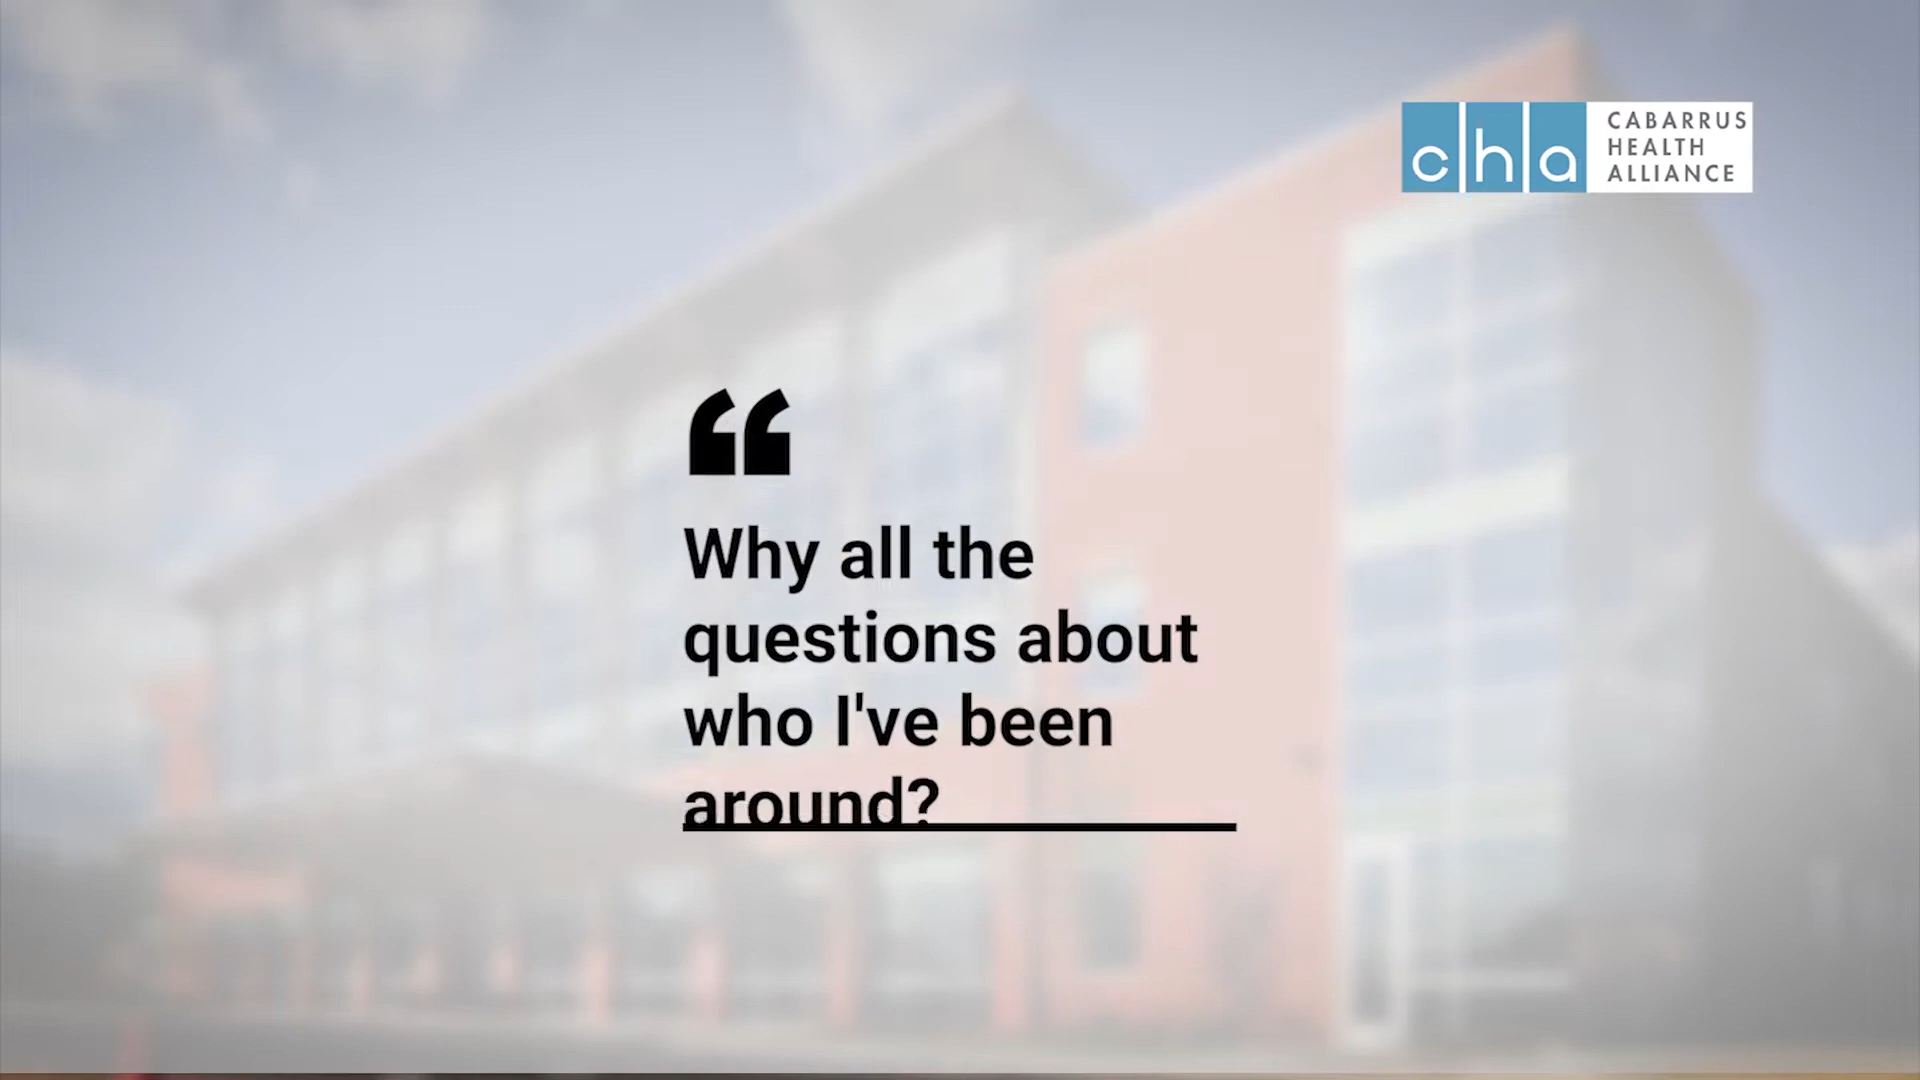 cha
CABARRUS
HEALTH
ALLIANCE
“
Why all the
questions about
who I've been
around?